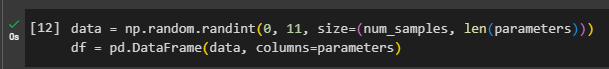 [12] data = np.random.randint(0, 11, size=(num_samples, len(parameters)))
0s df = pd.DataFrame(data, columns=parameters)